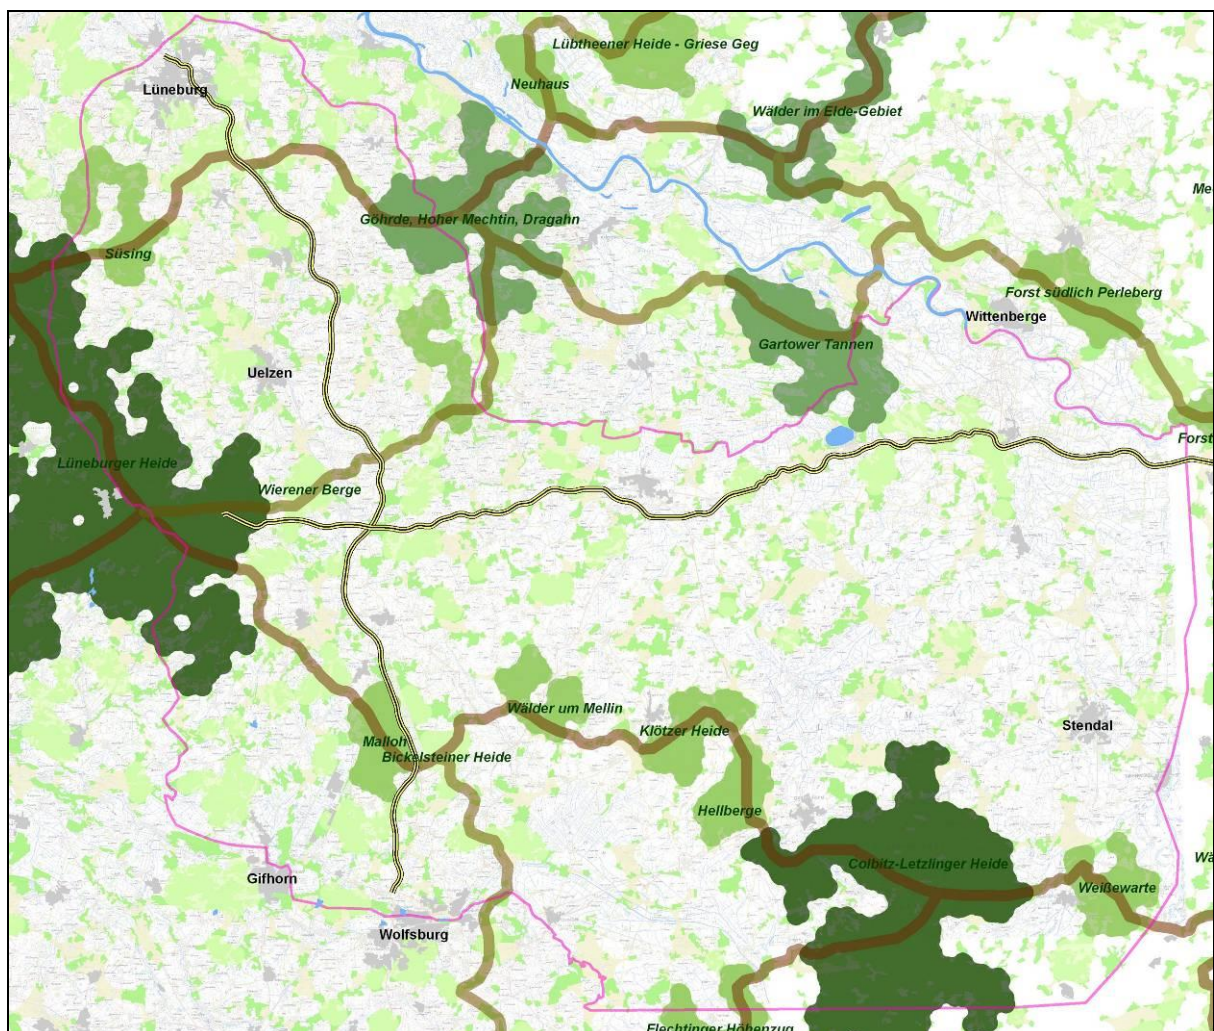 Lübtheener Heide - Griese Geg
Neuhaus
Lüneburg
Wälder im Elde-Gebiet
Me
Göhrde, Hoher Mechtin, Dragahn
Süsing
Forst südlich Perleberg
Wittenberge
Gartower Tannen
Uelzen
Forst
Lüneburger Heide
Wierener Berge
Wälder um Mellin
Klötzer Heide
Stendal
Malloh
Bickelsteiner Heide
Hellberge
Colbitz-Letzlinger Heide
Wä
Weißewarte
Gifhorn
Wolfsburg
Flechtinger Höhenzug